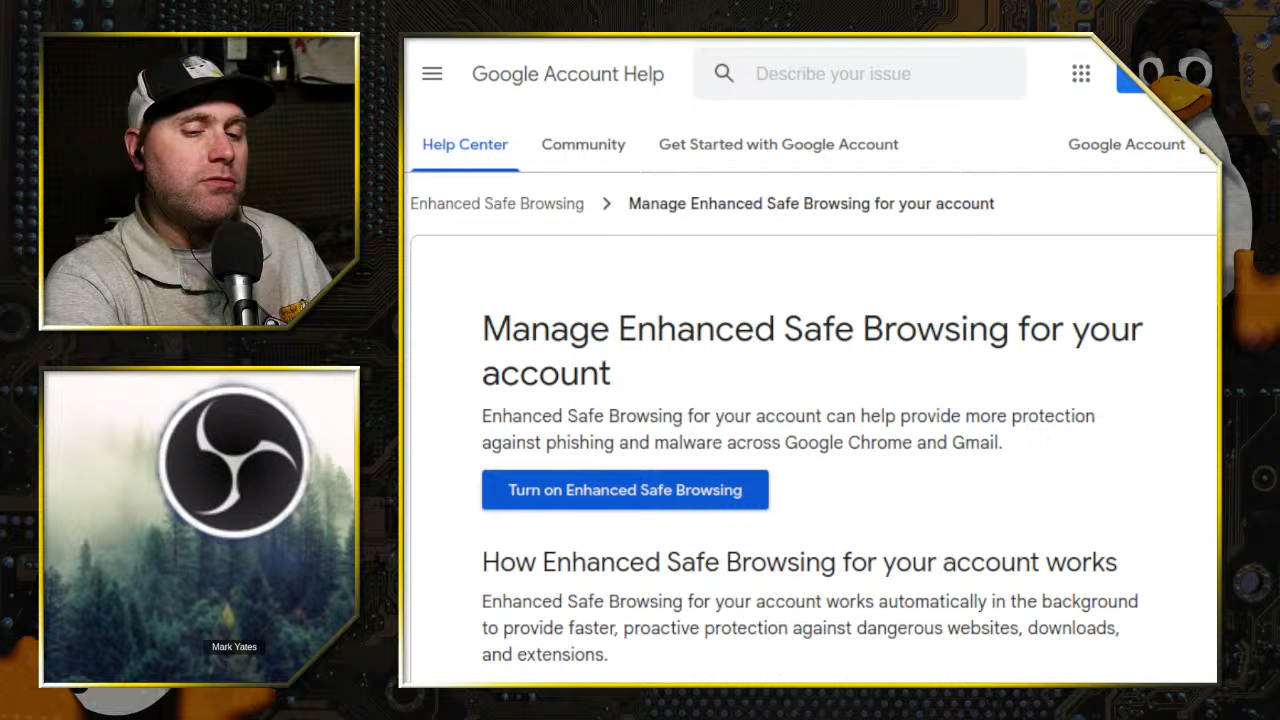 Google Account Help
Describe your issue
Help Center
Community
Get Started with Google Account
Google Account
Enhanced Safe Browsing
Manage Enhanced Safe Browsing for your account
Manage Enhanced Safe Browsing for your
account
Enhanced Safe Browsing for your account can help provide more protection
against phishing and malware across Google Chrome and Gmail.
Turn on Enhanced Safe Browsing
How Enhanced Safe Browsing for your account works
Enhanced Safe Browsing for your account works automatically in the background
to provide faster, proactive protection against dangerous websites, downloads,
and extensions.
Mark Yates